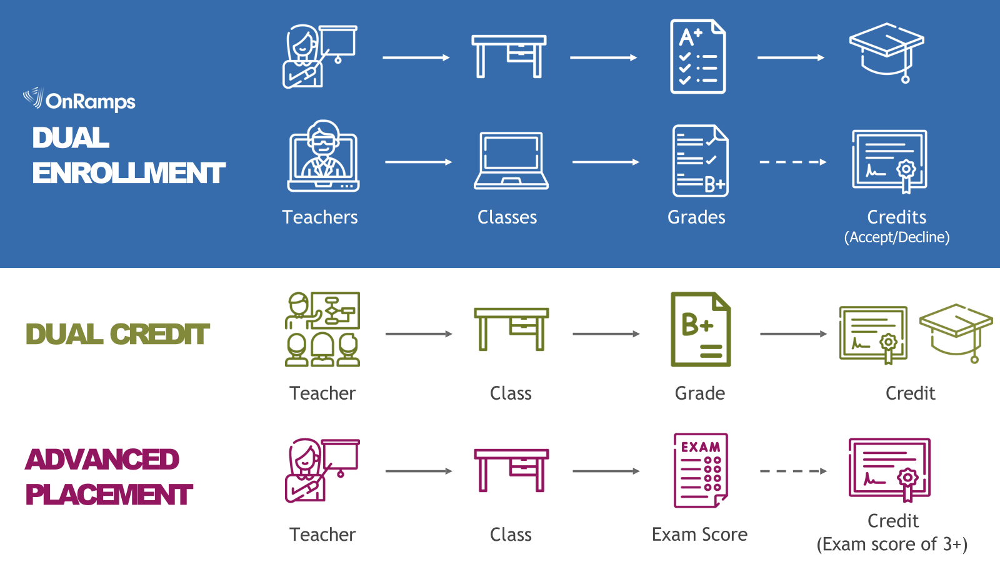 A+
OnRamps
DUAL
ENROLLMENT
B+
Teachers
Classes
Grades
Credits
(Accept/Decline)
DUAL CREDIT
B+
Teacher
Class
Grade
Credit
ADVANCED
PLACEMENT
EXAM
Teacher
Class
Exam Score
Credit
(Exam score of 3+)